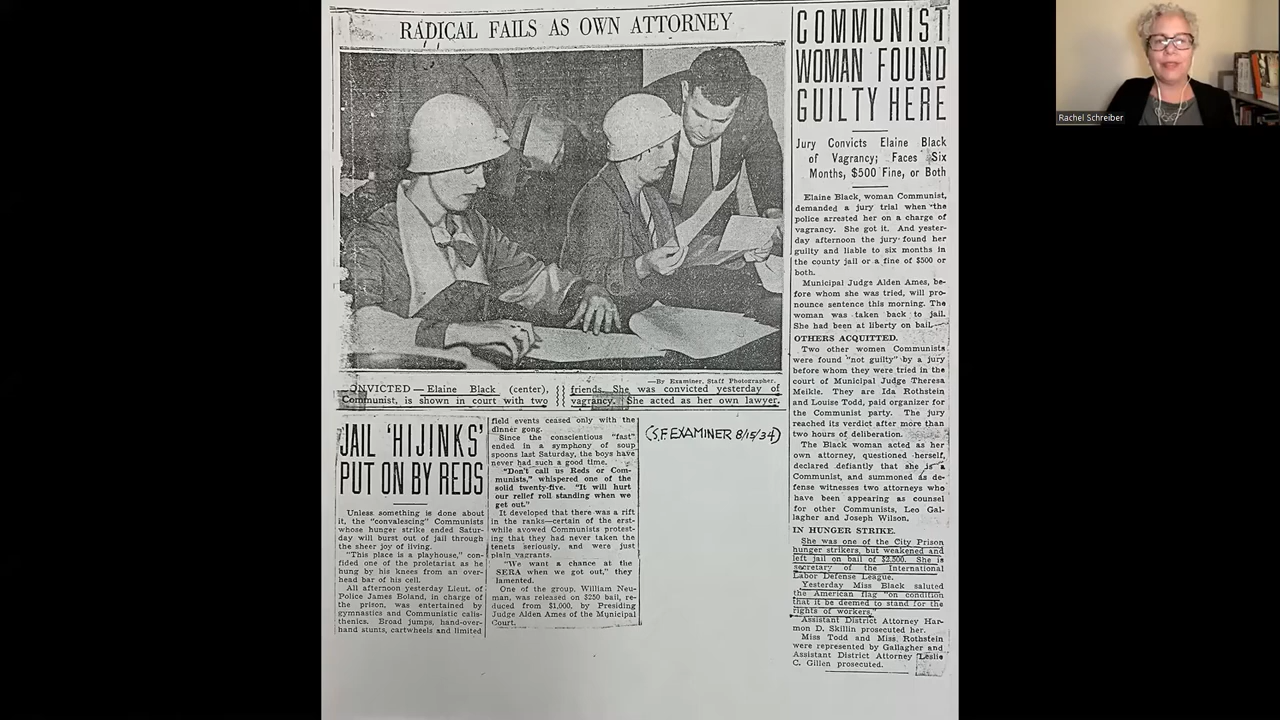 RADICAL FAILS AS OWN ATTORNEY
—By Examiner, Staff Photographer.
CONVICTED — Elaine Black (center), friends. She was convicted yesterday of
Communist, is shown in court with two vagrancy. She acted as her own lawyer.
JAIL 'HIJINKS'
PUT ON BY REDS
Unless something is done about
it, the "convalescing" Communists
whose hunger strike ended Satur-
day will burst out of jail through
the sheer joy of living.
"This place is a playhouse," con-
fided one of the proletariat as he
hung by his knees from an over-
head bar of his cell.
All afternoon yesterday Lieut. of
Police James Boland, in charge of
the prison, was entertained by
gymnastics and Communistic calis-
thenics. Broad jumps, hand-over-
hand stunts, cartwheels and limited
field events ceased only with the
dinner gong.
Since the conscientious "fast"
ended in a symphony of soup
spoons last Saturday, the boys have
never had such a good time.
"Don't call us Reds or Com-
munists," whispered one of the
solid twenty-five. "It will hurt
our relief roll standing when we
get out."
It developed that there was a rift
in the ranks—certain of the erst-
while avowed Communists protest-
ing that they had never taken the
tenets seriously, and were just
plain vagrants.
"We want a chance at the
SERA when we got out," they
lamented.
One of the group, William Neu-
man, was released on $250 bail, re-
duced from $1,000, by Presiding
Judge Alden Ames of the Municipal
Court.
(S.F. EXAMINER 8/15/34)
COMMUNIST
WOMAN FOUND
GUILTY HERE
Jury Convicts Elaine Black
of Vagrancy; Faces Six
Months, $500 Fine, or Both
Elaine Black, woman Communist,
demanded a jury trial when the
police arrested her on a charge of
vagrancy. She got it. And yester-
day afternoon the jury found her
guilty and liable to six months in
the county jail or a fine of $500 or
both.
Municipal Judge Alden Ames, be-
fore whom she was tried, will pro-
nounce sentence this morning. The
woman was taken back to jail.
She had been at liberty on bail.
OTHERS ACQUITTED.
Two other women Communists
were found "not guilty" by a jury
before whom they were tried in the
court of Municipal Judge Theresa
Meikle. They are Ida Rothstein
and Louise Todd, paid organizer for
the Communist party. The jury
reached its verdict after more than
two hours of deliberation.
The Black woman acted as her
own attorney, questioned herself,
declared defiantly that she is a
Communist, and summoned as de-
fense witnesses two attorneys who
have been appearing as counsel
for other Communists, Leo Gal-
lagher and Joseph Wilson.
IN HUNGER STRIKE.
She was one of the City Prison
hunger strikers, but weakened and
left jail on bail of $2,500. She is
secretary of the International
Labor Defense League.
Yesterday Miss Black saluted
the American flag "on condition
that it be deemed to stand for the
rights of workers."
Assistant District Attorney Har-
mon D. Skillin prosecuted her.
Miss Todd and Miss Rothstein
were represented by Gallagher and
Assistant District Attorney Leslie
C. Gillen prosecuted.
Rachel Schreiber